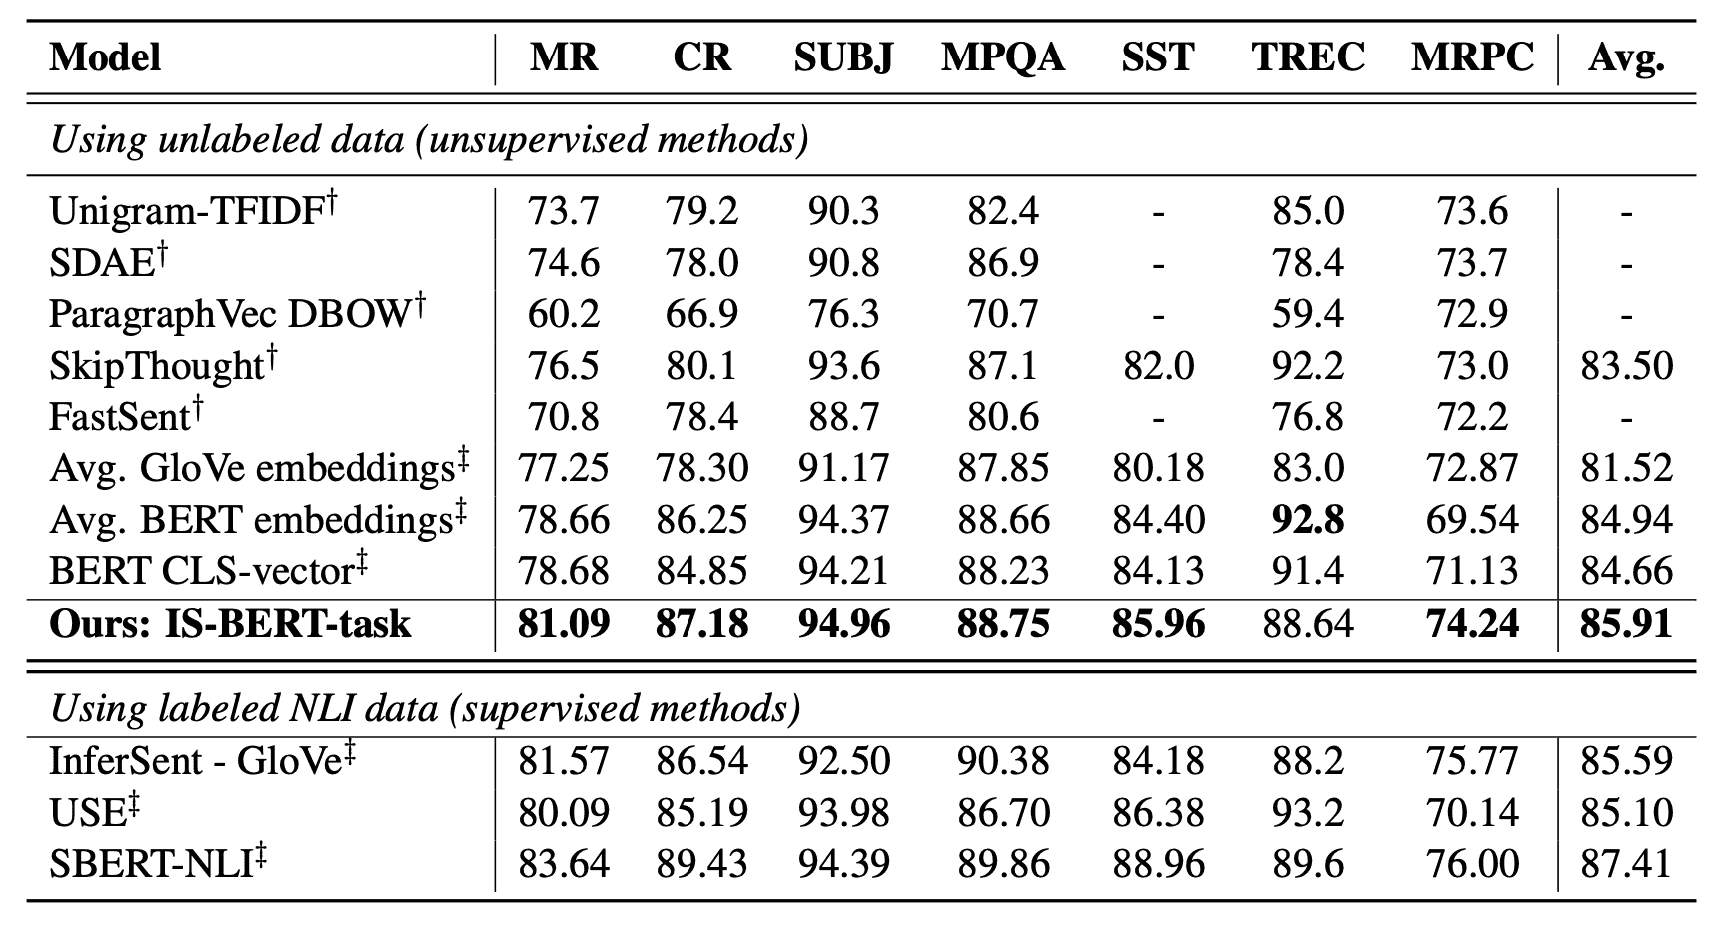 Model MR CR SUBJ MPQA SST TREC MRPC Avg.
Using unlabeled data (unsupervised methods)
Unigram-TFIDF† 73.7 79.2 90.3 82.4 - 85.0 73.6 -
SDAE† 74.6 78.0 90.8 86.9 - 78.4 73.7 -
ParagraphVec DBOW† 60.2 66.9 76.3 70.7 - 59.4 72.9 -
SkipThought† 76.5 80.1 93.6 87.1 82.0 92.2 73.0 83.50
FastSent† 70.8 78.4 88.7 80.6 - 76.8 72.2 -
Avg. GloVe embeddings‡ 77.25 78.30 91.17 87.85 80.18 83.0 72.87 81.52
Avg. BERT embeddings‡ 78.66 86.25 94.37 88.66 84.40 92.8 69.54 84.94
BERT CLS-vector‡ 78.68 84.85 94.21 88.23 84.13 91.4 71.13 84.66
Ours: IS-BERT-task 81.09 87.18 94.96 88.75 85.96 88.64 74.24 85.91
Using labeled NLI data (supervised methods)
InferSent - GloVe‡ 81.57 86.54 92.50 90.38 84.18 88.2 75.77 85.59
USE‡ 80.09 85.19 93.98 86.70 86.38 93.2 70.14 85.10
SBERT-NLI‡ 83.64 89.43 94.39 89.86 88.96 89.6 76.00 87.41